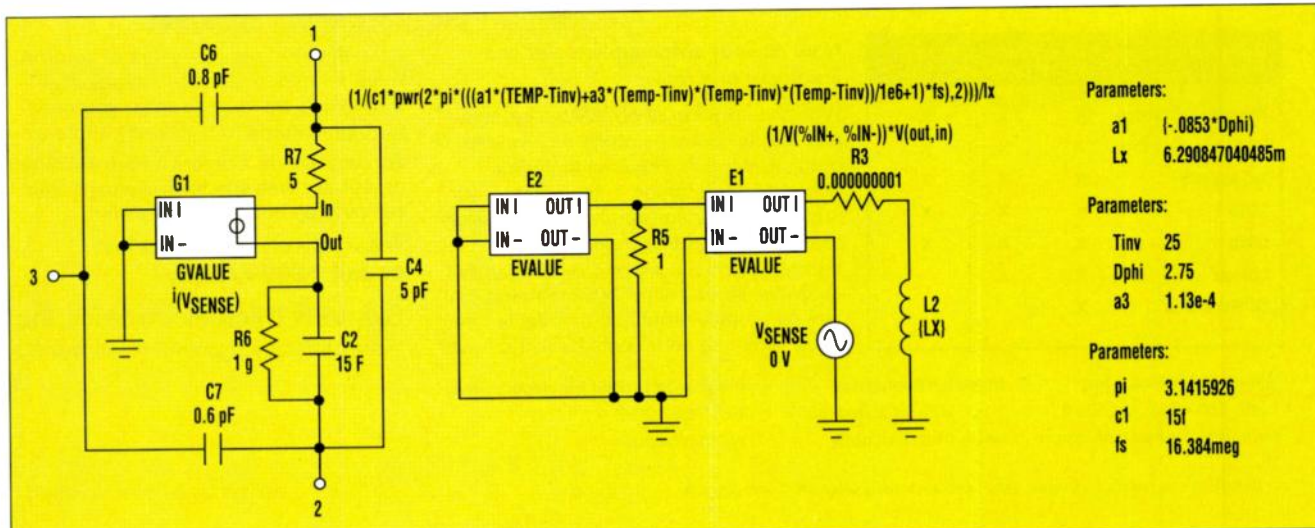 1
C6
0.8 pF
R7
5
G1
IN I
IN -
In
Out
GVALUE
i(VSENSE)
3
C4
5 pF
R6
1 g
C2
15 F
C7
0.6 pF
2
(1/(c1*pwr(2*pi*(((a1*(TEMP-Tinv)+a3*(Temp-Tinv)*(Temp-Tinv)*(Temp-Tinv))/1e6+1)*fs),2)))/lx
(1/V(%IN+, %IN-))*V(out,in)
R3
0.000000001
E2
IN I OUT I
IN - OUT -
EVALUE
R5
1
E1
IN I OUT I
IN - OUT -
EVALUE
VSENSE
0 V
L2
{LX}
Parameters:
a1 {-.0853*Dphi)
Lx 6.290847040485m
Parameters:
Tinv 25
Dphi 2.75
a3 1.13e-4
Parameters:
pi 3.1415926
c1 15f
fs 16.384meg